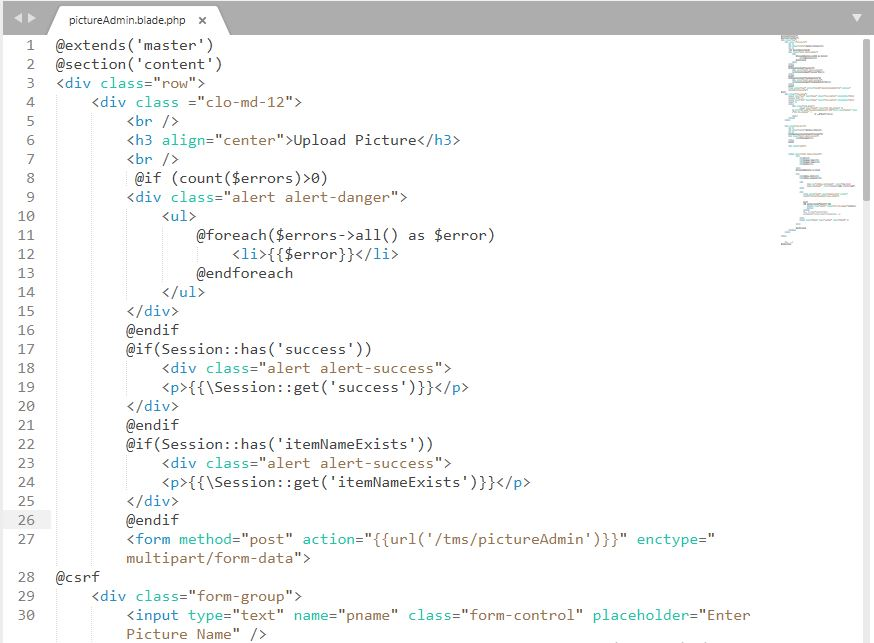 pictureAdmin.blade.php ×
1 @extends('master')
2 @section('content')
3 <div class="row">
4 <div class ="clo-md-12">
5 <br />
6 <h3 align="center">Upload Picture</h3>
7 <br />
8 @if (count($errors)>0)
9 <div class="alert alert-danger">
10 <ul>
11 @foreach($errors->all() as $error)
12 <li>{{$error}}</li>
13 @endforeach
14 </ul>
15 </div>
16 @endif
17 @if(Session::has('success'))
18 <div class="alert alert-success">
19 <p>{{\Session::get('success')}}</p>
20 </div>
21 @endif
22 @if(Session::has('itemNameExists'))
23 <div class="alert alert-success">
24 <p>{{\Session::get('itemNameExists')}}</p>
25 </div>
26 @endif
27 <form method="post" action="{{url('/tms/pictureAdmin')}}" enctype="
multipart/form-data">
28 @csrf
29 <div class="form-group">
30 <input type="text" name="pname" class="form-control" placeholder="Enter
Picture Name" />